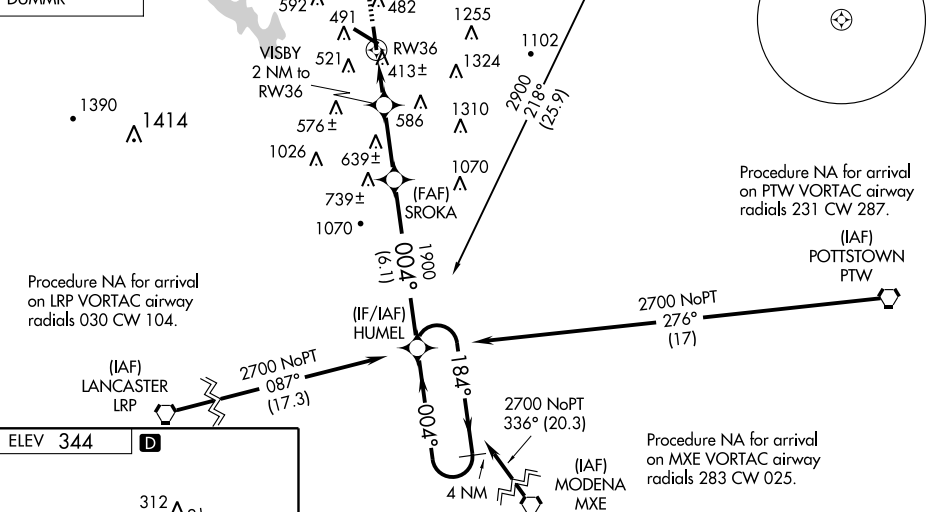 DUMMR
592
482
491
1255
RW36
1102
VISBY
2 NM to
RW36
521
413±
1324
2900
218°
(25.9)
1390
1414
586
576±
1310
1026
639±
1070
739±
(FAF)
SROKA
1070
1900
004°
(6.1)
Procedure NA for arrival
on PTW VORTAC airway
radials 231 CW 287.
(IAF)
POTTSTOWN
PTW
Procedure NA for arrival
on LRP VORTAC airway
radials 030 CW 104.
(IF/IAF)
HUMEL
2700 NoPT
276°
(17)
(IAF)
LANCASTER
LRP
2700 NoPT
087°
(17.3)
184°
004°
2700 NoPT
336° (20.3)
4 NM
(IAF)
MODENA
MXE
Procedure NA for arrival
on MXE VORTAC airway
radials 283 CW 025.
ELEV 344
D
312